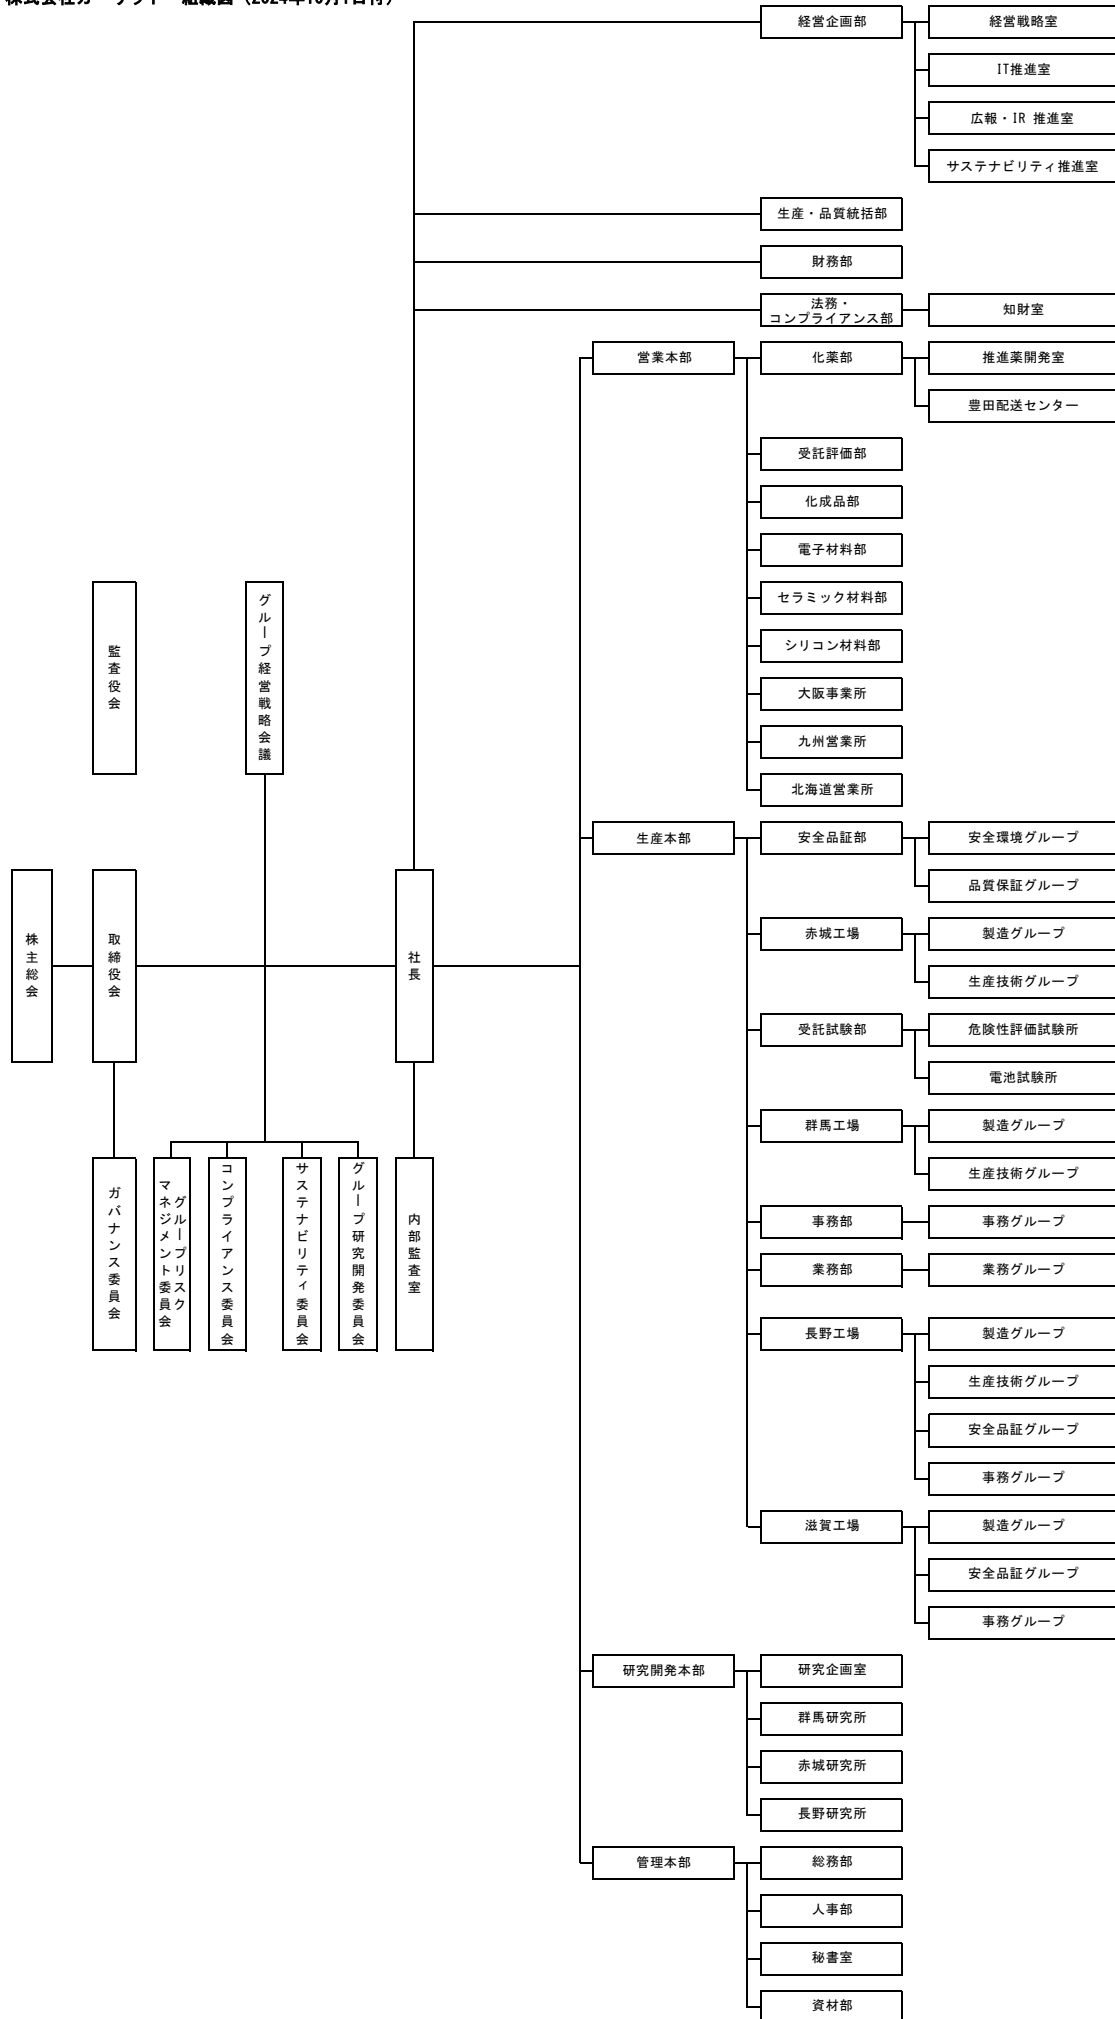 組織図（2024年10月1日付）
経営企画部
経営戦略室
IT推進室
広報・IR 推進室
サステナビリティ推進室
生産・品質統括部
財務部
法務・
コンプライアンス部
知財室
営業本部
化薬部
推進薬開発室
豊田配送センター
受託評価部
化成品部
電子材料部
セラミック材料部
シリコン材料部
大阪事業所
九州営業所
北海道営業所
監査役会
グループ経営戦略会議
生産本部
安全品証部
安全環境グループ
品質保証グループ
株主総会
取締役会
社長
赤城工場
製造グループ
生産技術グループ
受託試験部
危険性評価試験所
電池試験所
群馬工場
製造グループ
生産技術グループ
ガバナンス委員会
グループリスク
マネジメント委員会
コンプライアンス委員会
サステナビリティ委員会
グループ研究開発委員会
内部監査室
事務部
事務グループ
業務部
業務グループ
長野工場
製造グループ
生産技術グループ
安全品証グループ
事務グループ
滋賀工場
製造グループ
安全品証グループ
事務グループ
研究開発本部
研究企画室
群馬研究所
赤城研究所
長野研究所
管理本部
総務部
人事部
秘書室
資材部